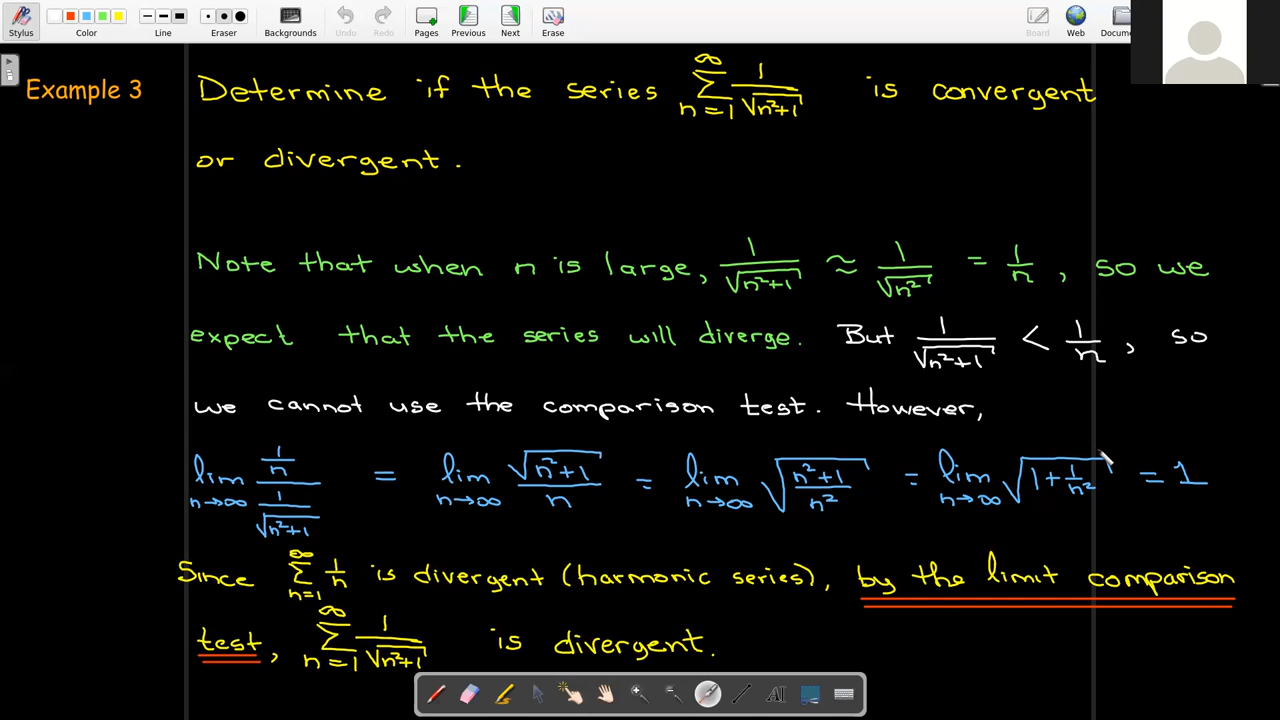 Stylus Color Line Eraser Backgrounds Undo Redo Pages Previous Next Erase Board Web Docum
Example 3 Determine if the series ∑_{n=1}^{∞} 1/√(n²+1) is convergent
or divergent.
Note that when n is large, 1/√(n²+1) ≈ 1/√(n²) = 1/n, so we
expect that the series will diverge. But 1/√(n²+1) < 1/n, so
we cannot use the comparison test. However,
lim_{n→∞} (1/n)/(1/√(n²+1)) = lim_{n→∞} √(n²+1)/n = lim_{n→∞} √((n²+1)/n²) = lim_{n→∞} √(1+1/n²) = 1
Since ∑_{n=1}^{∞} 1/n is divergent (harmonic series), by the limit comparison
test, ∑_{n=1}^{∞} 1/√(n²+1) is divergent.
AI